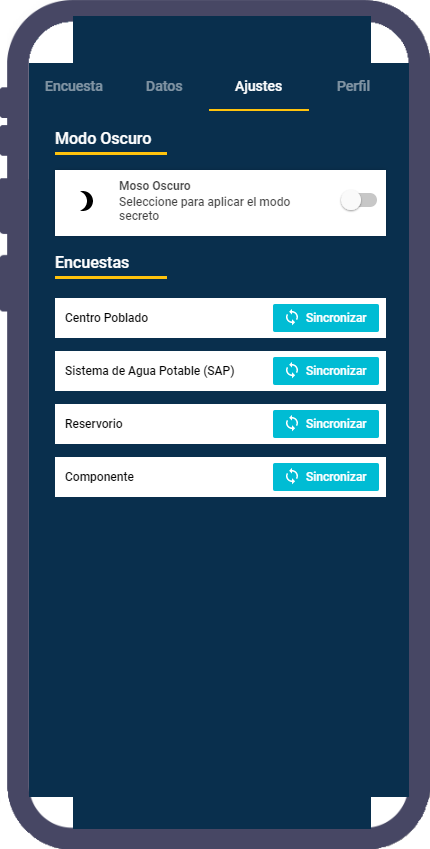 Encuesta Datos Ajustes Perfil
Modo Oscuro
Moso Oscuro
Seleccione para aplicar el modo
secreto
Encuestas
Centro Poblado Sincronizar
Sistema de Agua Potable (SAP) Sincronizar
Reservorio Sincronizar
Componente Sincronizar